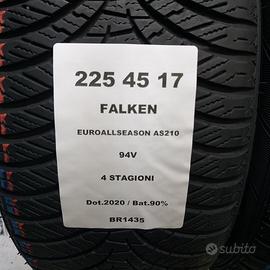 225 45 17
FALKEN
EUROALLSEASON AS210
94V
4 STAGIONI
Dot.2020 / Bat.90%
BR1435
subito